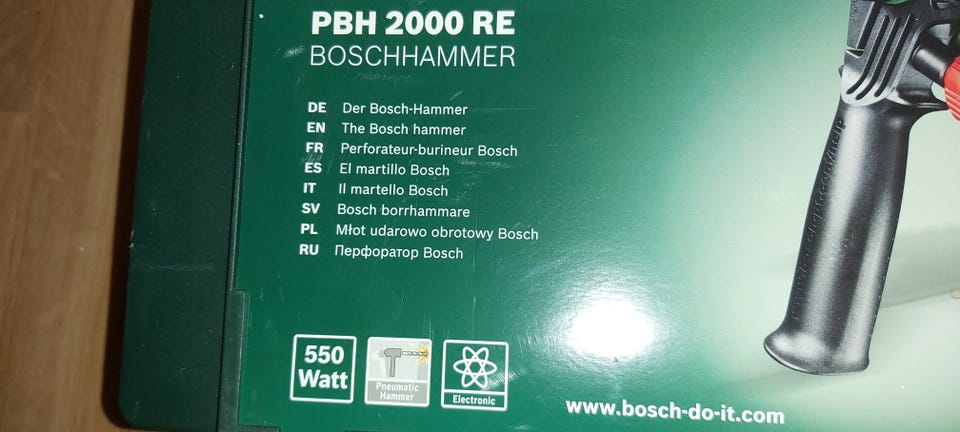 PBH 2000 RE
BOSCHHAMMER
DE Der Bosch-Hammer
EN The Bosch hammer
FR Perforateur-burineur Bosch
ES El martillo Bosch
IT Il martello Bosch
SV Bosch borrhammare
PL Młot udarowo obrotowy Bosch
RU Перфоратор Bosch
550
Watt
Pneumatic
Hammer
Electronic
www.bosch-do-it.com